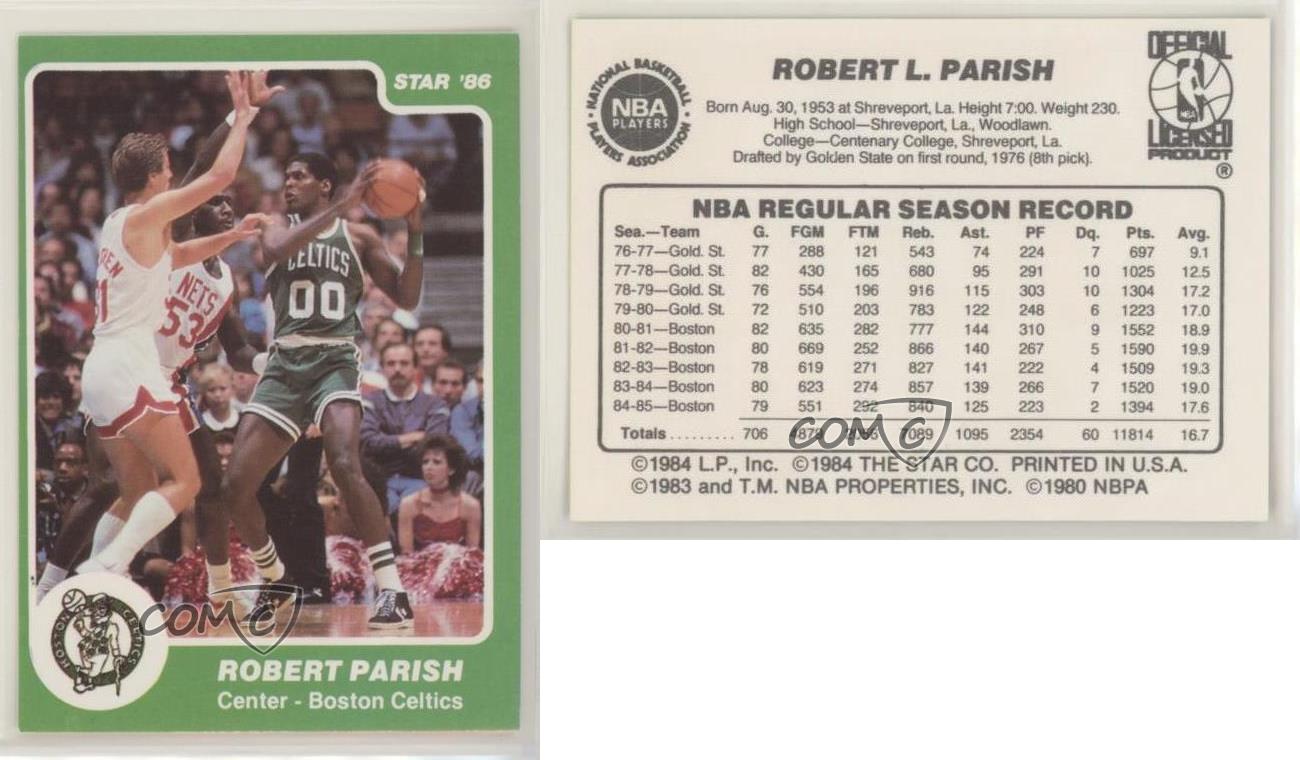 STAR '86
NETS
53
CELTICS
00
BOSTON CELTICS
ROBERT PARISH
Center - Boston Celtics
COMC
NATIONAL BASKETBALL PLAYERS ASSOCIATION
NBA
PLAYERS
ROBERT L. PARISH
Born Aug. 30, 1953 at Shreveport, La. Height 7:00. Weight 230.
High School—Shreveport, La., Woodlawn.
College—Centenary College, Shreveport, La.
Drafted by Golden State on first round, 1976 (8th pick).
OFFICIAL
NBA
LICENSED
PRODUCT
®
NBA REGULAR SEASON RECORD
Sea.—Team G. FGM FTM Reb. Ast. PF Dq. Pts. Avg.
76-77—Gold. St. 77 288 121 543 74 224 7 697 9.1
77-78—Gold. St. 82 430 165 680 95 291 10 1025 12.5
78-79—Gold. St. 76 554 196 916 115 303 10 1304 17.2
79-80—Gold. St. 72 510 203 783 122 248 6 1223 17.0
80-81—Boston 82 635 282 777 144 310 9 1552 18.9
81-82—Boston 80 669 252 866 140 267 5 1590 19.9
82-83—Boston 78 619 271 827 141 222 4 1509 19.3
83-84—Boston 80 623 274 857 139 266 7 1520 19.0
84-85—Boston 79 551 292 840 125 223 2 1394 17.6
Totals ......... 706 4879 2056 7089 1095 2354 60 11814 16.7
COMC
©1984 L.P., Inc. ©1984 THE STAR CO. PRINTED IN U.S.A.
©1983 and T.M. NBA PROPERTIES, INC. ©1980 NBPA